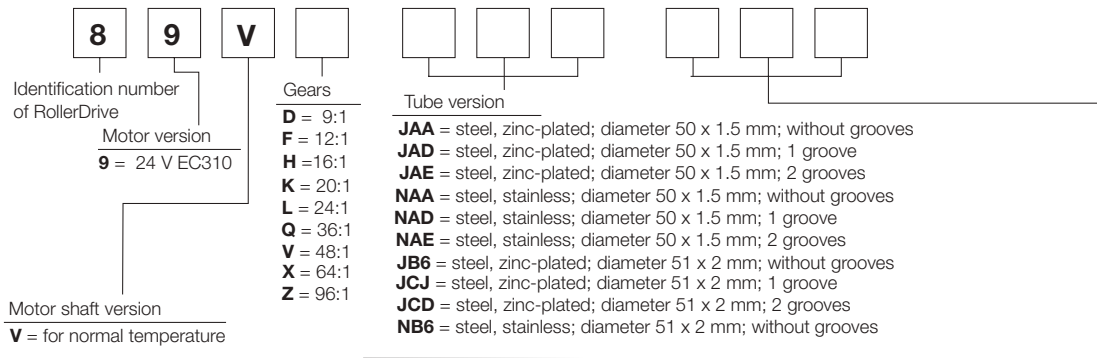 8 9 V
Identification number
of RollerDrive
Motor version
9 = 24 V EC310
Motor shaft version
V = for normal temperature
Gears
D = 9:1
F = 12:1
H =16:1
K = 20:1
L = 24:1
Q = 36:1
V = 48:1
X = 64:1
Z = 96:1
Tube version
JAA = steel, zinc-plated; diameter 50 x 1.5 mm; without grooves
JAD = steel, zinc-plated; diameter 50 x 1.5 mm; 1 groove
JAE = steel, zinc-plated; diameter 50 x 1.5 mm; 2 grooves
NAA = steel, stainless; diameter 50 x 1.5 mm; without grooves
NAD = steel, stainless; diameter 50 x 1.5 mm; 1 groove
NAE = steel, stainless; diameter 50 x 1.5 mm; 2 grooves
JB6 = steel, zinc-plated; diameter 51 x 2 mm; without grooves
JCJ = steel, zinc-plated; diameter 51 x 2 mm; 1 groove
JCD = steel, zinc-plated; diameter 51 x 2 mm; 2 grooves
NB6 = steel, stainless; diameter 51 x 2 mm; without grooves